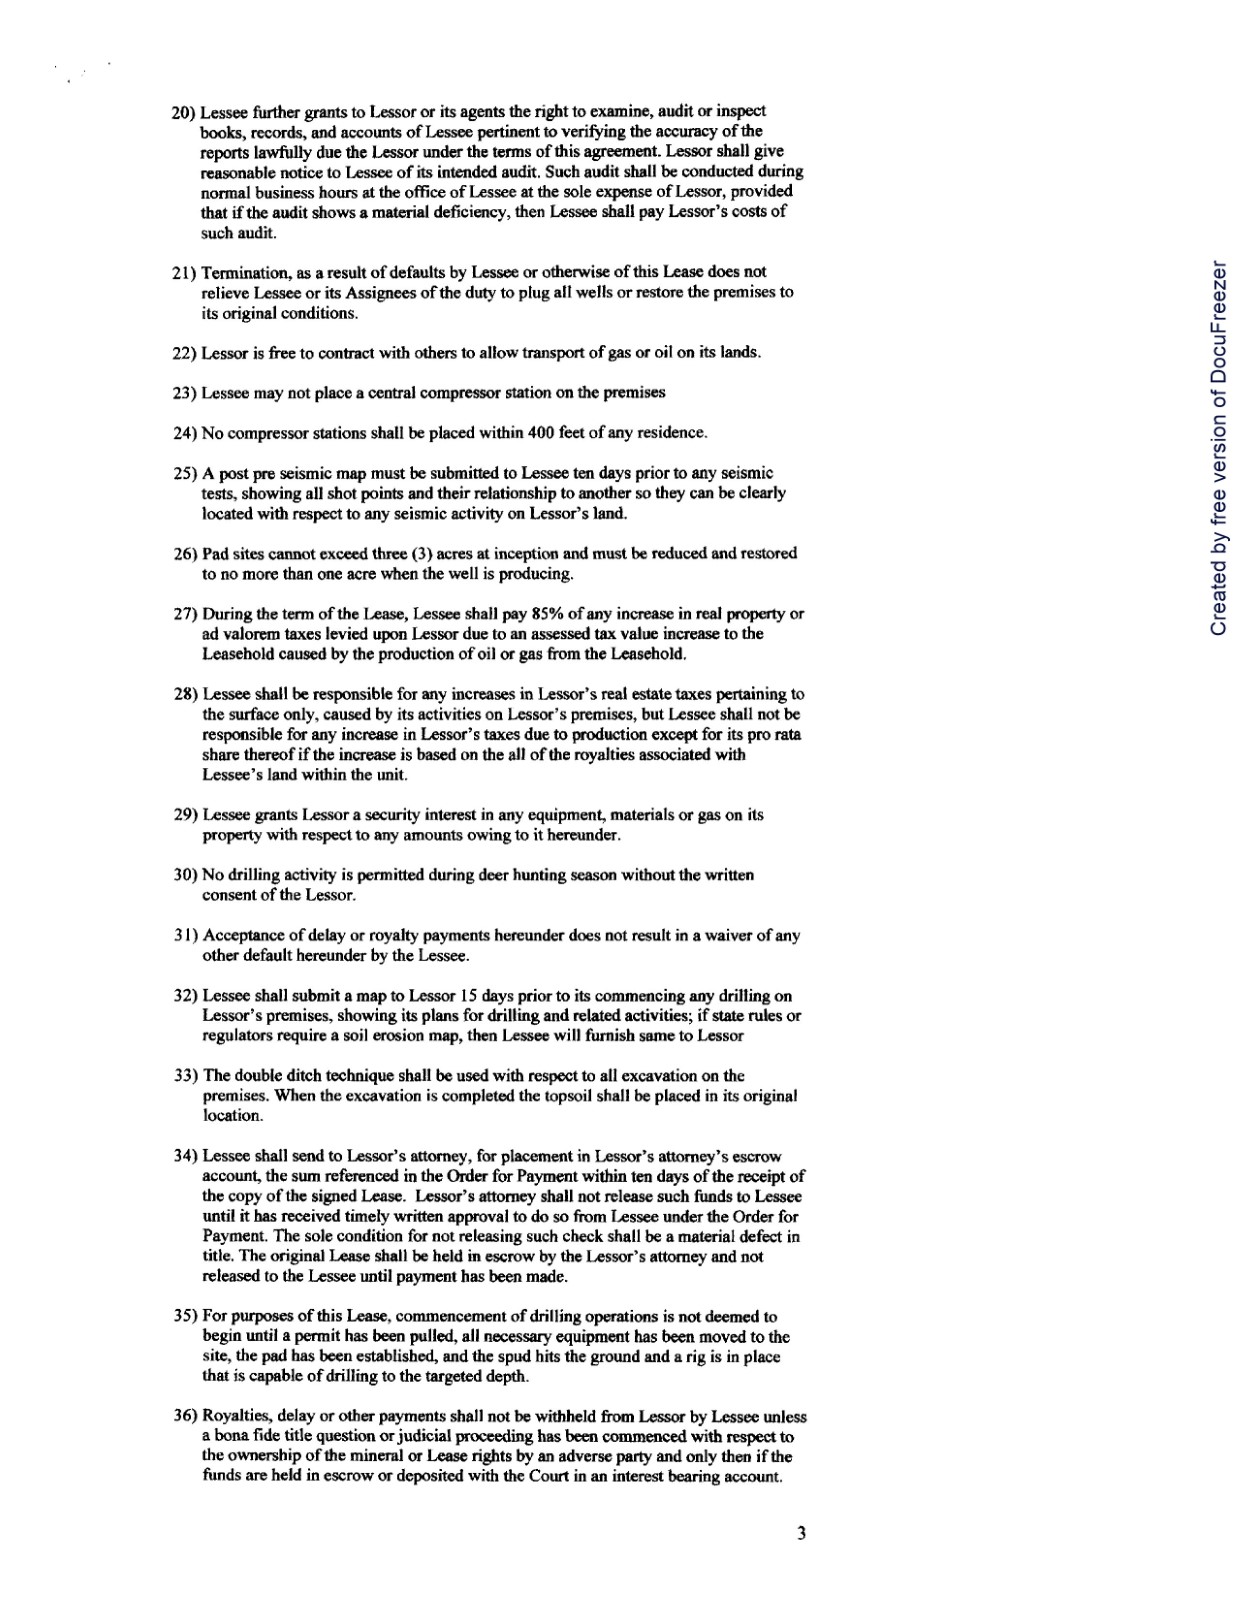 20) Lessee further grants to Lessor or its agents the right to examine, audit or inspect
books, records, and accounts of Lessee pertinent to verifying the accuracy of the
reports lawfully due the Lessor under the terms of this agreement. Lessor shall give
reasonable notice to Lessee of its intended audit. Such audit shall be conducted during
normal business hours at the office of Lessee at the sole expense of Lessor, provided
that if the audit shows a material deficiency, then Lessee shall pay Lessor's costs of
such audit.
21) Termination, as a result of defaults by Lessee or otherwise of this Lease does not
relieve Lessee or its Assignees of the duty to plug all wells or restore the premises to
its original conditions.
22) Lessor is free to contract with others to allow transport of gas or oil on its lands.
23) Lessee may not place a central compressor station on the premises
24) No compressor stations shall be placed within 400 feet of any residence.
25) A post pre seismic map must be submitted to Lessee ten days prior to any seismic
tests, showing all shot points and their relationship to another so they can be clearly
located with respect to any seismic activity on Lessor's land.
26) Pad sites cannot exceed three (3) acres at inception and must be reduced and restored
to no more than one acre when the well is producing.
27) During the term of the Lease, Lessee shall pay 85% of any increase in real property or
ad valorem taxes levied upon Lessor due to an assessed tax value increase to the
Leasehold caused by the production of oil or gas from the Leasehold.
28) Lessee shall be responsible for any increases in Lessor's real estate taxes pertaining to
the surface only, caused by its activities on Lessor's premises, but Lessee shall not be
responsible for any increase in Lessor's taxes due to production except for its pro rata
share thereof if the increase is based on the all of the royalties associated with
Lessee's land within the unit.
29) Lessee grants Lessor a security interest in any equipment, materials or gas on its
property with respect to any amounts owing to it hereunder.
30) No drilling activity is permitted during deer hunting season without the written
consent of the Lessor.
31) Acceptance of delay or royalty payments hereunder does not result in a waiver of any
other default hereunder by the Lessee.
32) Lessee shall submit a map to Lessor 15 days prior to its commencing any drilling on
Lessor's premises, showing its plans for drilling and related activities; if state rules or
regulators require a soil erosion map, then Lessee will furnish same to Lessor
33) The double ditch technique shall be used with respect to all excavation on the
premises. When the excavation is completed the topsoil shall be placed in its original
location.
34) Lessee shall send to Lessor's attorney, for placement in Lessor's attorney's escrow
account, the sum referenced in the Order for Payment within ten days of the receipt of
the copy of the signed Lease. Lessor's attorney shall not release such funds to Lessee
until it has received timely written approval to do so from Lessee under the Order for
Payment. The sole condition for not releasing such check shall be a material defect in
title. The original Lease shall be held in escrow by the Lessor's attorney and not
released to the Lessee until payment has been made.
35) For purposes of this Lease, commencement of drilling operations is not deemed to
begin until a permit has been pulled, all necessary equipment has been moved to the
site, the pad has been established, and the spud hits the ground and a rig is in place
that is capable of drilling to the targeted depth.
36) Royalties, delay or other payments shall not be withheld from Lessor by Lessee unless
a bona fide title question or judicial proceeding has been commenced with respect to
the ownership of the mineral or Lease rights by an adverse party and only then if the
funds are held in escrow or deposited with the Court in an interest bearing account.
3
Created by free version of DocuFreezer